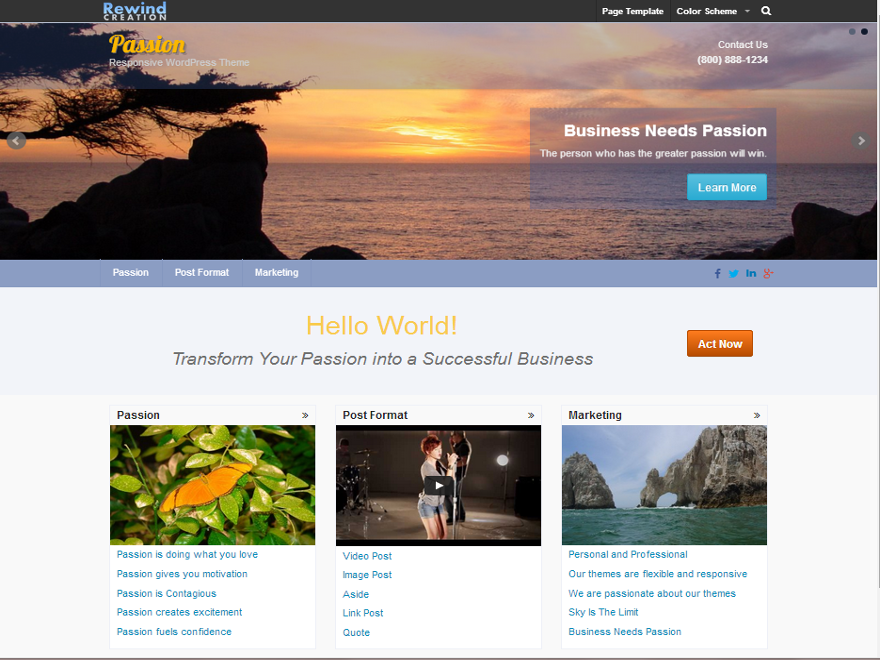 Rewind
CREATION
Page Template
Color Scheme
Passion
Responsive WordPress Theme
Contact Us
(800) 888-1234
Business Needs Passion
The person who has the greater passion will win.
Learn More
Passion
Post Format
Marketing
Hello World!
Transform Your Passion into a Successful Business
Act Now
Passion »
Passion is doing what you love
Passion gives you motivation
Passion is Contagious
Passion creates excitement
Passion fuels confidence
Post Format »
Video Post
Image Post
Aside
Link Post
Quote
Marketing »
Personal and Professional
Our themes are flexible and responsive
We are passionate about our themes
Sky Is The Limit
Business Needs Passion